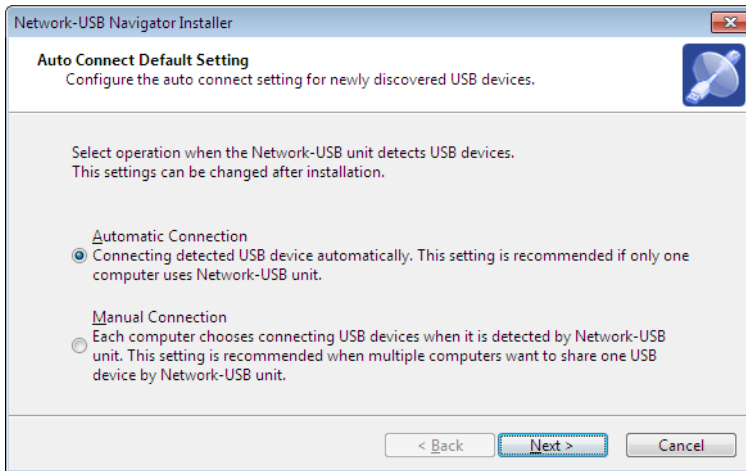 Network-USB Navigator Installer
Auto Connect Default Setting
Configure the auto connect setting for newly discovered USB devices.
Select operation when the Network-USB unit detects USB devices.
This settings can be changed after installation.
Automatic Connection
Connecting detected USB device automatically. This setting is recommended if only one
computer uses Network-USB unit.
Manual Connection
Each computer chooses connecting USB devices when it is detected by Network-USB
unit. This setting is recommended when multiple computers want to share one USB
device by Network-USB unit.
< Back
Next >
Cancel